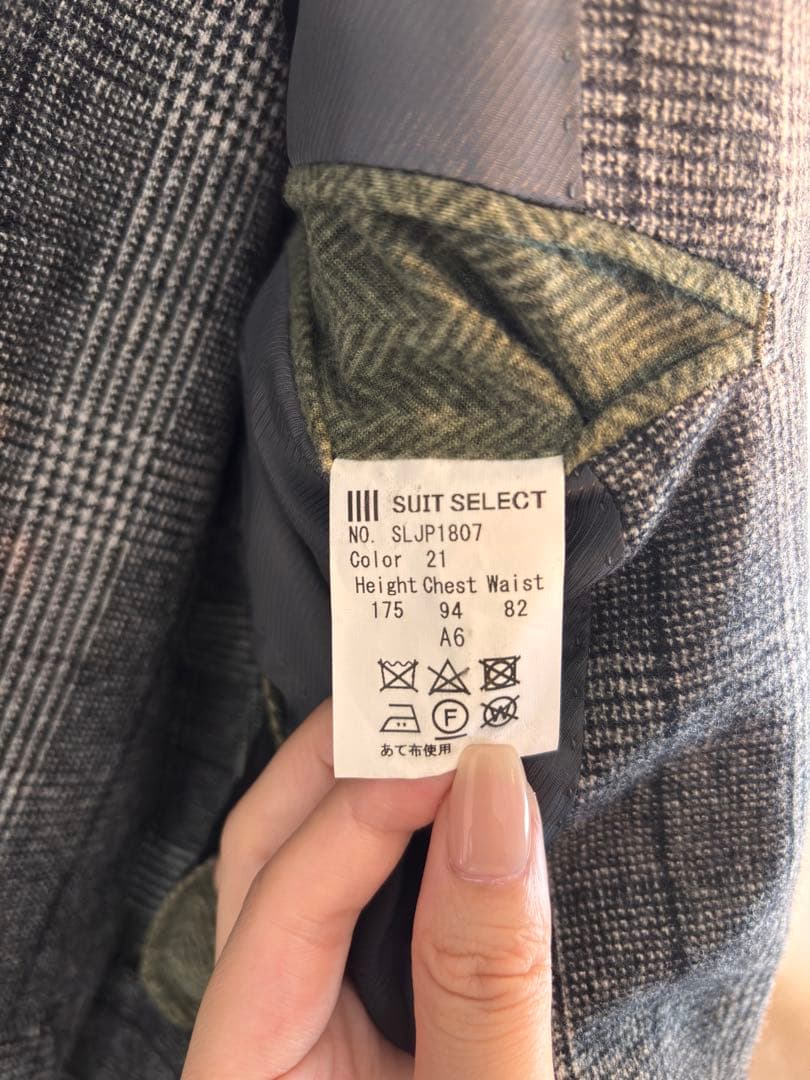 SUIT SELECT
NO. SLJP1807
Color 21
Height Chest Waist
175 94 82
A6
F W
あて布使用